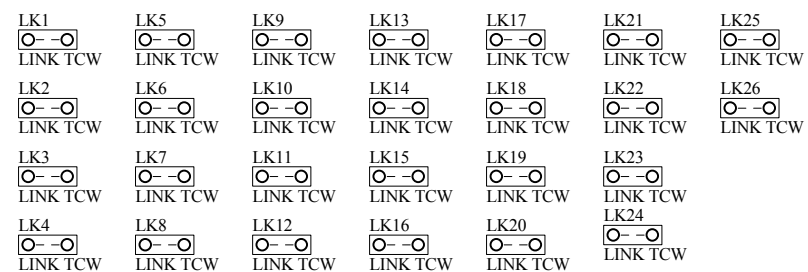 LK1 LK5 LK9 LK13 LK17 LK21 LK25
LINK TCW LINK TCW LINK TCW LINK TCW LINK TCW LINK TCW LINK TCW
LK2 LK6 LK10 LK14 LK18 LK22 LK26
LINK TCW LINK TCW LINK TCW LINK TCW LINK TCW LINK TCW LINK TCW
LK3 LK7 LK11 LK15 LK19 LK23
LINK TCW LINK TCW LINK TCW LINK TCW LINK TCW LINK TCW
LK4 LK8 LK12 LK16 LK20 LK24
LINK TCW LINK TCW LINK TCW LINK TCW LINK TCW LINK TCW